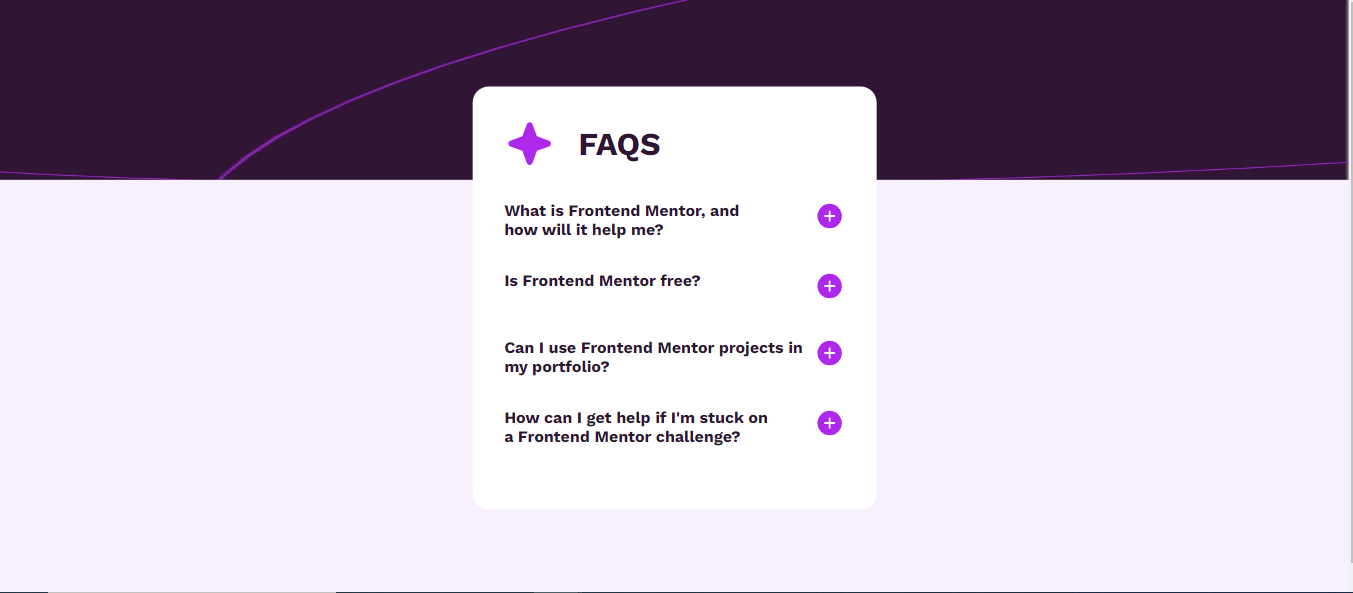 FAQS
What is Frontend Mentor, and
how will it help me?
Is Frontend Mentor free?
Can I use Frontend Mentor projects in
my portfolio?
How can I get help if I'm stuck on
a Frontend Mentor challenge?